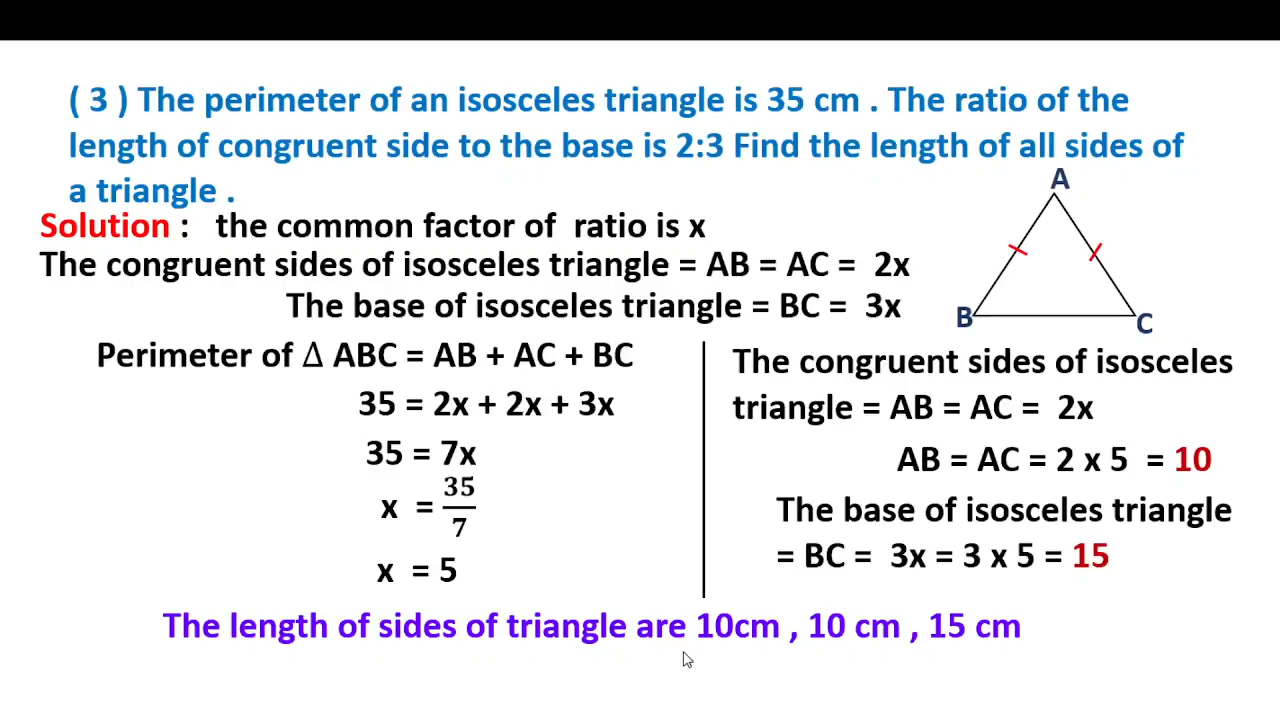 ( 3 ) The perimeter of an isosceles triangle is 35 cm . The ratio of the
length of congruent side to the base is 2:3 Find the length of all sides of
a triangle .
A
Solution : the common factor of ratio is x
The congruent sides of isosceles triangle = AB = AC = 2x
The base of isosceles triangle = BC = 3x
B
C
Perimeter of Δ ABC = AB + AC + BC
35 = 2x + 2x + 3x
35 = 7x
x = 35/7
x = 5
The congruent sides of isosceles
triangle = AB = AC = 2x
AB = AC = 2 x 5 = 10
The base of isosceles triangle
= BC = 3x = 3 x 5 = 15
The length of sides of triangle are 10cm , 10 cm , 15 cm